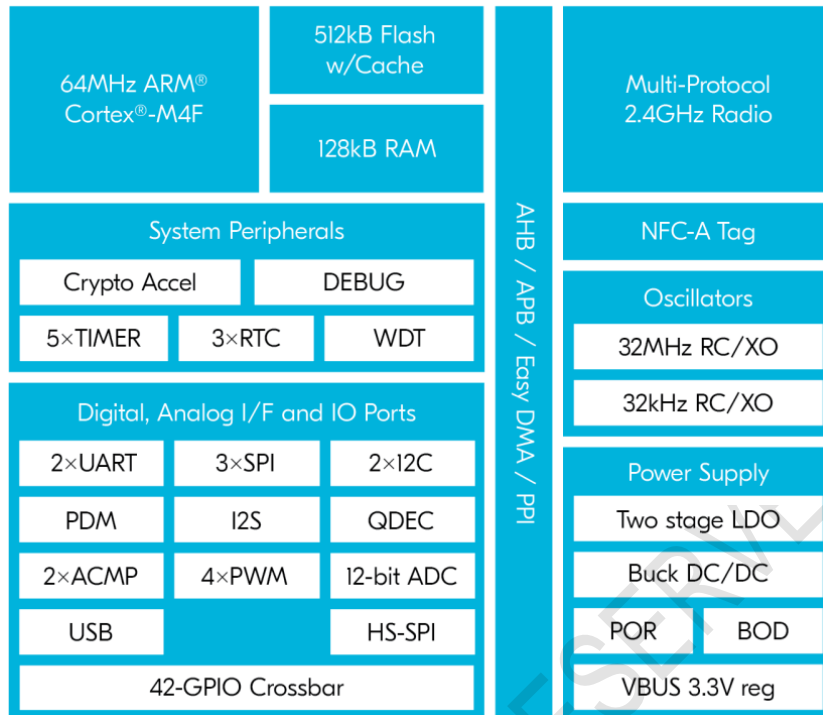 64MHz ARM®
Cortex®-M4F
512kB Flash
w/Cache
128kB RAM
System Peripherals
Crypto Accel
DEBUG
5×TIMER
3×RTC
WDT
Digital, Analog I/F and IO Ports
2×UART
3×SPI
2×12C
PDM
I2S
QDEC
2×ACMP
4×PWM
12-bit ADC
USB
HS-SPI
42-GPIO Crossbar
AHB / APB / Easy DMA / PPI
Multi-Protocol
2.4GHz Radio
NFC-A Tag
Oscillators
32MHz RC/XO
32kHz RC/XO
Power Supply
Two stage LDO
Buck DC/DC
POR
BOD
VBUS 3.3V reg